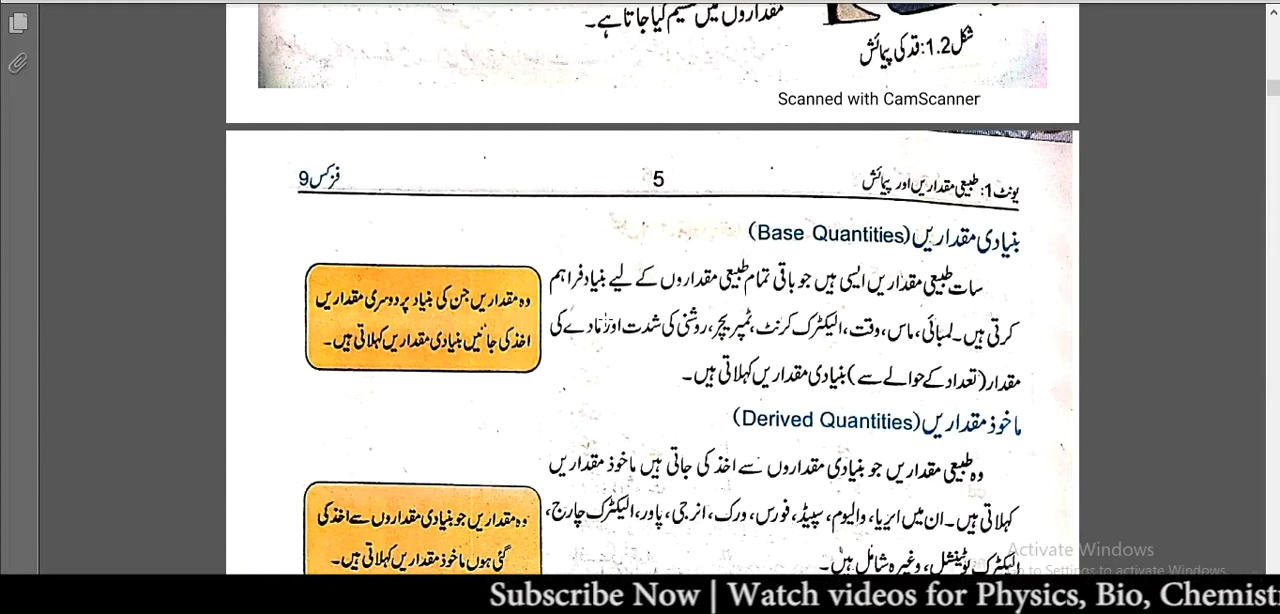 مقداروں میں تقسیم کیا جاتا ہے۔
شکل 1.2: قد کی پیمائش
Scanned with CamScanner
یونٹ 1: طبیعی مقداریں اور پیمائش
5
فزکس 9
بنیادی مقداریں (Base Quantities)
سات طبیعی مقداریں ایسی ہیں جو باقی تمام طبیعی مقداروں کے لیے بنیاد فراہم
کرتی ہیں۔ لمبائی، ماس، وقت، الیکٹرک کرنٹ، ٹمپریچر، روشنی کی شدت اور مادے کی
مقدار (تعداد کے حوالے سے) بنیادی مقداریں کہلاتی ہیں۔
وہ مقداریں جن کی بنیاد پر دوسری مقداریں
اخذ کی جائیں بنیادی مقداریں کہلاتی ہیں۔
ماخوذ مقداریں (Derived Quantities)
وہ طبیعی مقداریں جو بنیادی مقداروں سے اخذ کی جاتی ہیں ماخوذ مقداریں
کہلاتی ہیں۔ ان میں ایریا، والیوم، سپیڈ، فورس، ورک، انرجی، پاور، الیکٹرک چارج،
الیکٹرک پوٹینشل، وغیرہ شامل ہیں۔
وہ مقداریں جو بنیادی مقداروں سے اخذ کی
گئی ہوں ماخوذ مقداریں کہلاتی ہیں۔
Activate Windows
Go to Settings to activate Windows.
Subscribe Now | Watch videos for Physics, Bio, Chemist